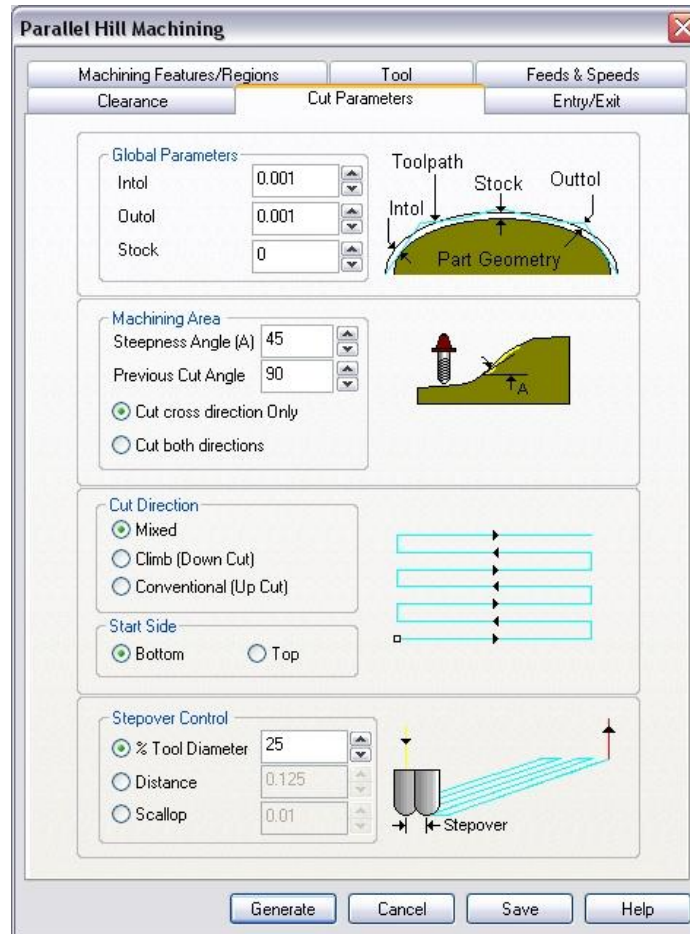 Parallel Hill Machining
Machining Features/Regions
Tool
Feeds & Speeds
Clearance
Cut Parameters
Entry/Exit
Global Parameters
Intol
0.001
Outol
0.001
Stock
0
Toolpath
Stock
Outtol
Intol
Part Geometry
Machining Area
Steepness Angle (A)
45
Previous Cut Angle
90
Cut cross direction Only
Cut both directions
A
Cut Direction
Mixed
Climb (Down Cut)
Conventional (Up Cut)
Start Side
Bottom
Top
Stepover Control
% Tool Diameter
25
Distance
0.125
Scallop
0.01
Stepover
Generate
Cancel
Save
Help